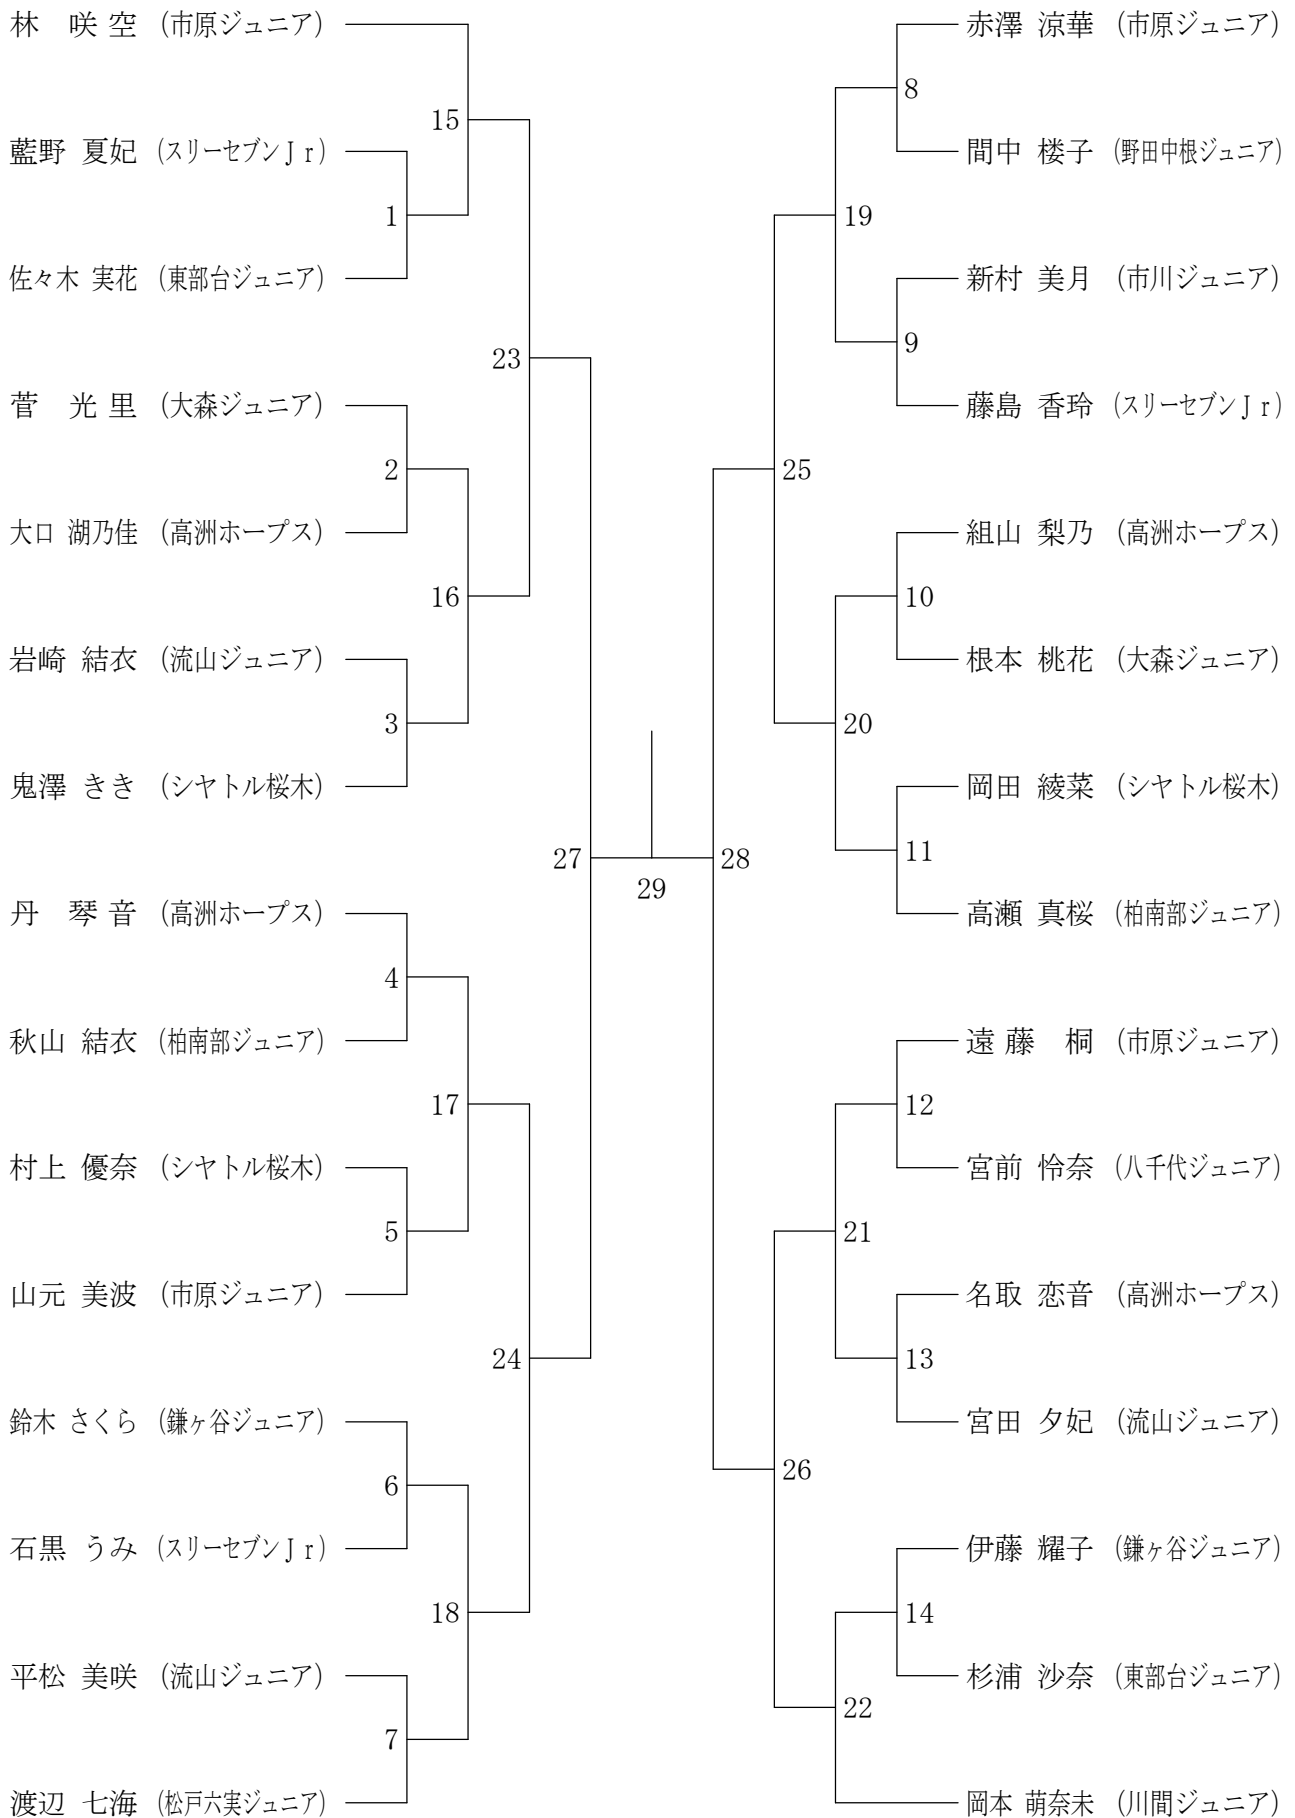 林 咲空 (市原ジュニア)
15
藍野 夏妃 (スリーセブンJr)
1
佐々木 実花 (東部台ジュニア)
23
菅 光里 (大森ジュニア)
2
大口 湖乃佳 (高洲ホープス)
16
岩崎 結衣 (流山ジュニア)
3
鬼澤 きき (シヤトル桜木)
27
丹 琴音 (高洲ホープス)
4
秋山 結衣 (柏南部ジュニア)
17
村上 優奈 (シヤトル桜木)
5
山元 美波 (市原ジュニア)
24
鈴木 さくら (鎌ヶ谷ジュニア)
6
石黒 うみ (スリーセブンJr)
18
平松 美咲 (流山ジュニア)
7
渡辺 七海 (松戸六実ジュニア)
29
赤澤 涼華 (市原ジュニア)
8
間中 楼子 (野田中根ジュニア)
19
新村 美月 (市川ジュニア)
9
藤島 香玲 (スリーセブンJr)
25
組山 梨乃 (高洲ホープス)
10
根本 桃花 (大森ジュニア)
20
岡田 綾菜 (シヤトル桜木)
11
28
高瀬 真桜 (柏南部ジュニア)
遠藤 桐 (市原ジュニア)
12
宮前 怜奈 (八千代ジュニア)
21
名取 恋音 (高洲ホープス)
13
宮田 夕妃 (流山ジュニア)
26
伊藤 耀子 (鎌ヶ谷ジュニア)
14
杉浦 沙奈 (東部台ジュニア)
22
岡本 萌奈未 (川間ジュニア)